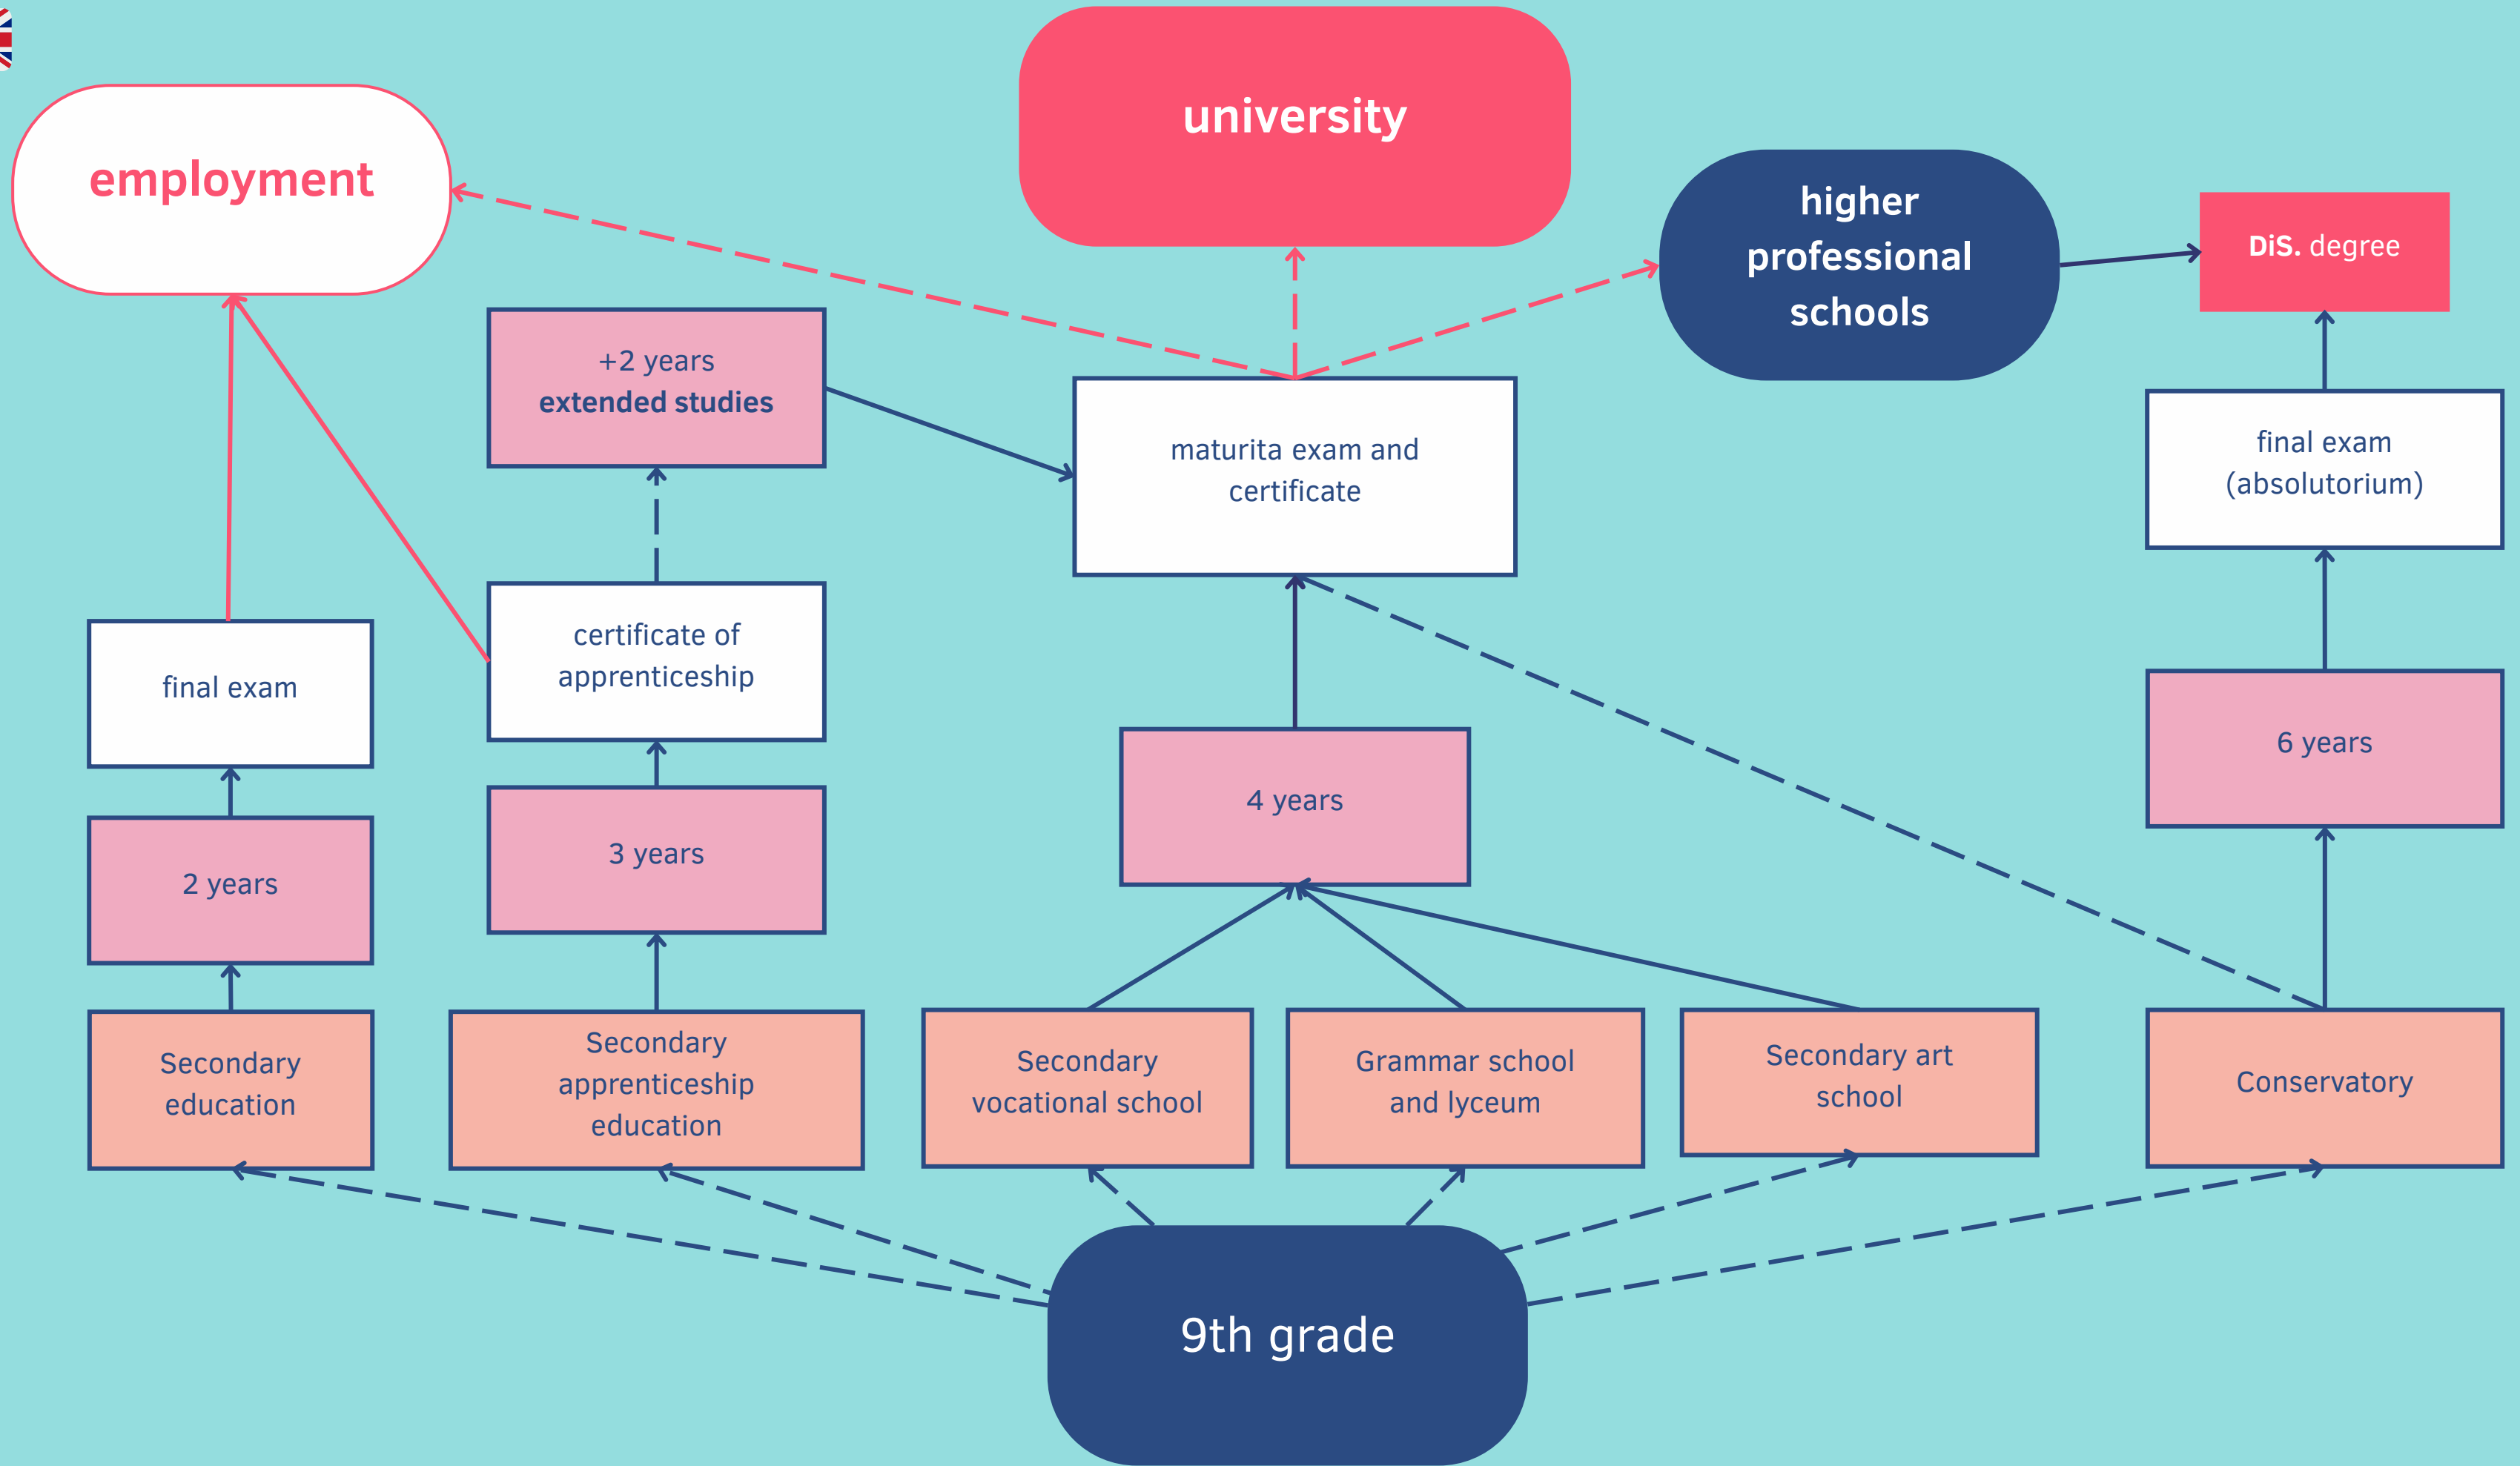 university
employment
higher
professional
schools
DiS. degree
+2 years
extended studies
maturita exam and
certificate
final exam
(absolutorium)
certificate of
apprenticeship
final exam
6 years
4 years
3 years
2 years
Secondary
education
Secondary
apprenticeship
education
Secondary
vocational school
Grammar school
and lyceum
Secondary art
school
Conservatory
9th grade